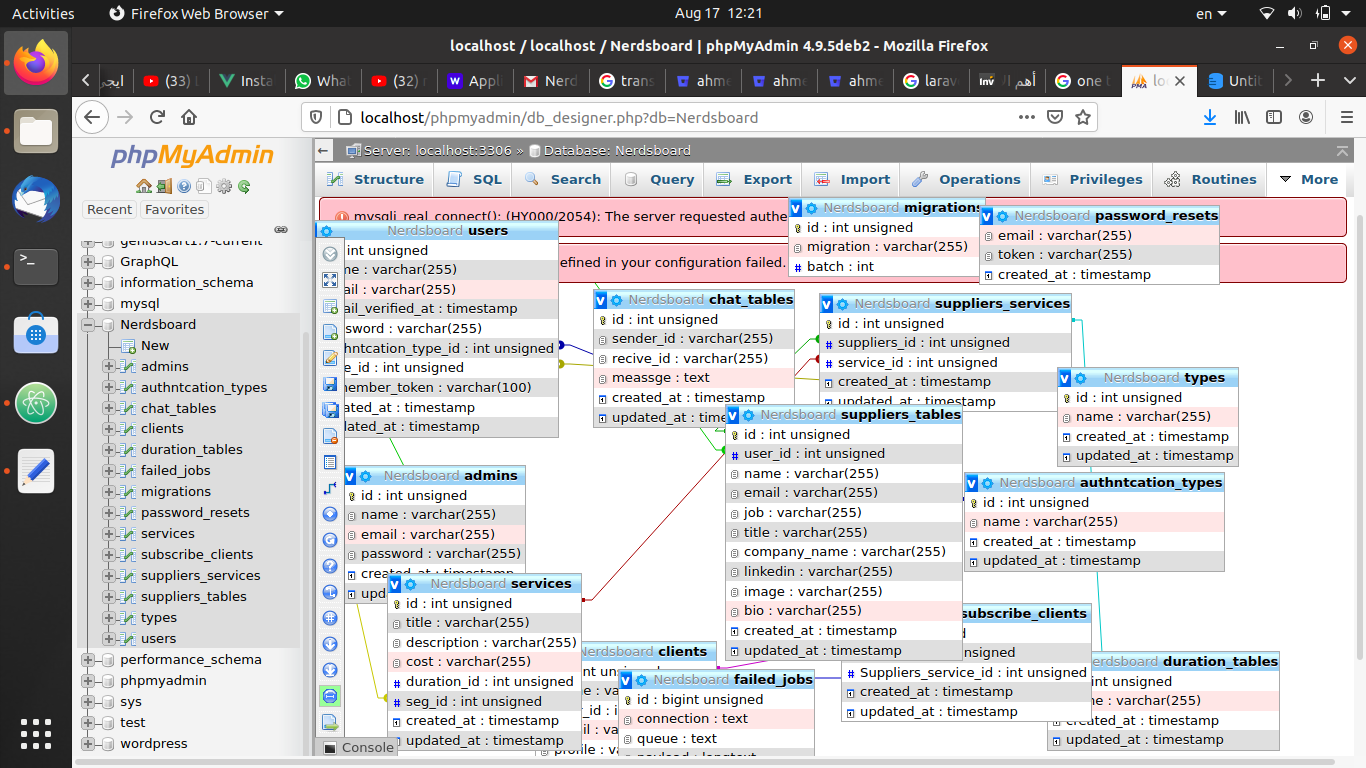 Activities
Firefox Web Browser
Aug 17 12:21
en
localhost / localhost / Nerdsboard | phpMyAdmin 4.9.5deb2 - Mozilla Firefox
ايجي
(33)
Insta
What
(32)
Appl
Nerd
trans
ahme
ahme
ahme
larav
أهم ال
one t
lo
Untit
localhost/phpmyadmin/db_designer.php?db=Nerdsboard
phpMyAdmin
Recent
Favorites
geniuscart1.7-current
GraphQL
information_schema
mysql
Nerdsboard
New
admins
authntcation_types
chat_tables
clients
duration_tables
failed_jobs
migrations
password_resets
services
subscribe_clients
suppliers_services
suppliers_tables
types
users
performance_schema
phpmyadmin
sys
test
wordpress
Server: localhost:3306 » Database: Nerdsboard
Structure
SQL
Search
Query
Export
Import
Operations
Privileges
Routines
More
mysqli_real_connect(): (HY000/2054): The server requested authe
efined in your configuration failed.
Nerdsboard users
int unsigned
me : varchar(255)
ail : varchar(255)
ail_verified_at : timestamp
sword : varchar(255)
hntcation_type_id : int unsigned
e_id : int unsigned
member_token : varchar(100)
ated_at : timestamp
dated_at : timestamp
Nerdsboard migrations
id : int unsigned
migration : varchar(255)
batch : int
Nerdsboard password_resets
email : varchar(255)
token : varchar(255)
created_at : timestamp
Nerdsboard chat_tables
id : int unsigned
sender_id : varchar(255)
recive_id : varchar(255)
meassge : text
created_at : timestamp
updated_at : time
Nerdsboard suppliers_services
id : int unsigned
suppliers_id : int unsigned
service_id : int unsigned
created_at : timestamp
updated_at : timestamp
Nerdsboard types
id : int unsigned
name : varchar(255)
created_at : timestamp
updated_at : timestamp
Nerdsboard suppliers_tables
id : int unsigned
user_id : int unsigned
name : varchar(255)
email : varchar(255)
job : varchar(255)
title : varchar(255)
company_name : varchar(255)
linkedin : varchar(255)
image : varchar(255)
bio : varchar(255)
created_at : timestamp
updated_at : timestamp
Nerdsboard admins
id : int unsigned
name : varchar(255)
email : varchar(255)
password : varchar(255)
created_at : timestamp
upd
Nerdsboard authntcation_types
id : int unsigned
name : varchar(255)
created_at : timestamp
updated_at : timestamp
Nerdsboard services
id : int unsigned
title : varchar(255)
description : varchar(255)
cost : varchar(255)
duration_id : int unsigned
seg_id : int unsigned
created_at : timestamp
updated_at : timestamp
Nerdsboard clients
int unsigned
profile : va
Nerdsboard failed_jobs
id : bigint unsigned
connection : text
queue : text
payload : longtext
subscribe_clients
d
nsigned
Suppliers_service_id : int unsigned
created_at : timestamp
updated_at : timestamp
erdsboard duration_tables
unsigned
me : varchar(255)
created_at : timestamp
updated_at : timestamp
Console